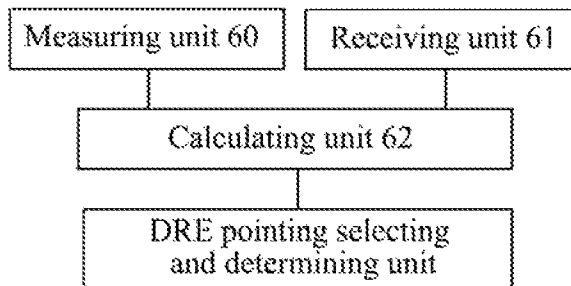 Measuring unit 60
Receiving unit 61
Calculating unit 62
DRE pointing selecting
and determining unit